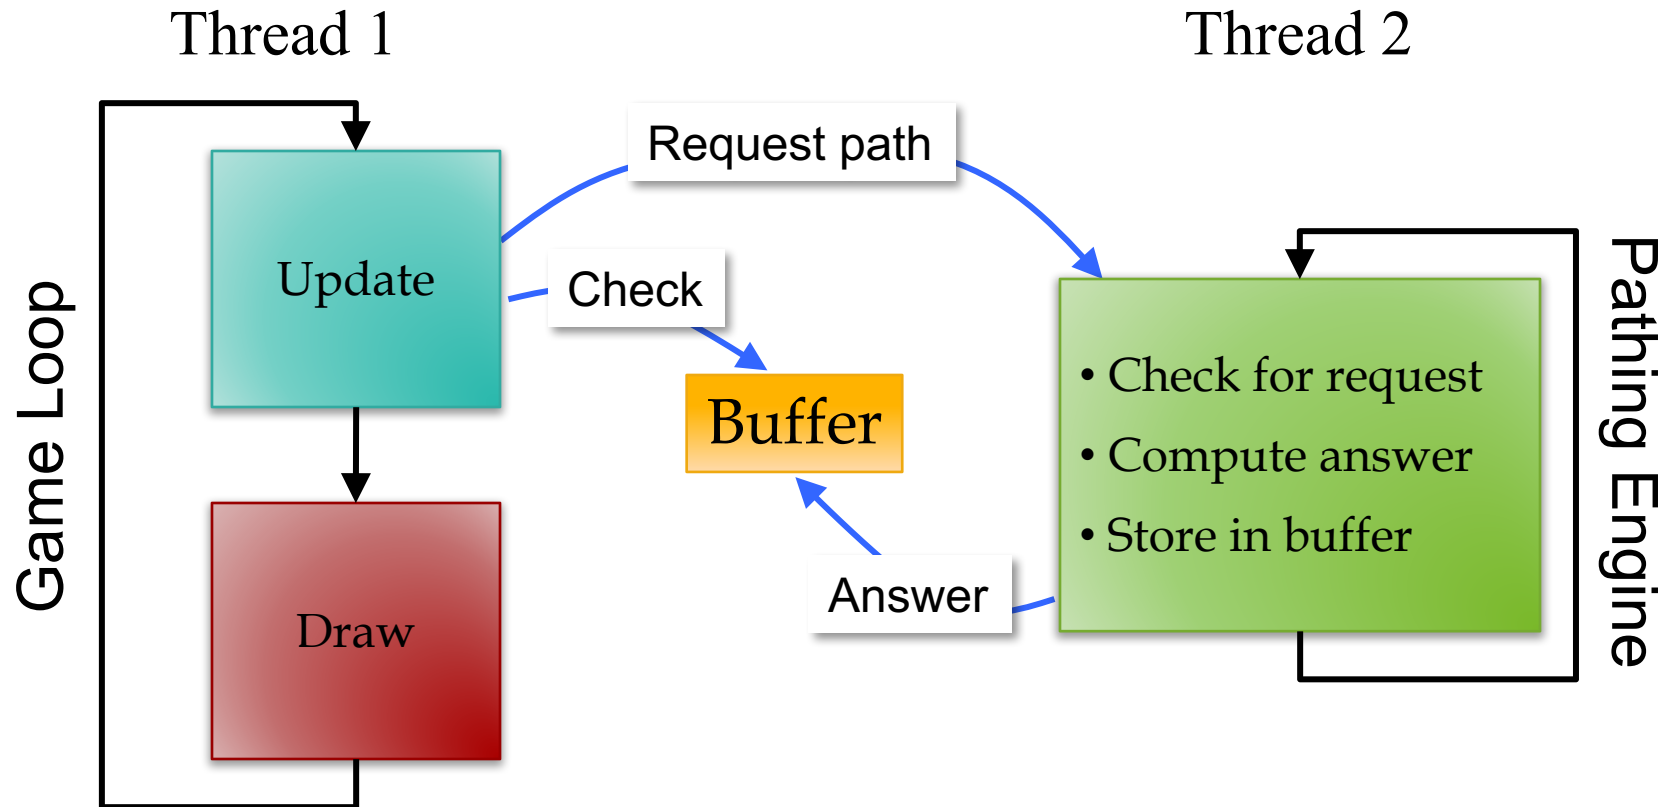 Thread 1
Thread 2
Request path
Update
Check
Game Loop
Buffer
• Check for request
• Compute answer
• Store in buffer
Pathing Engine
Answer
Draw